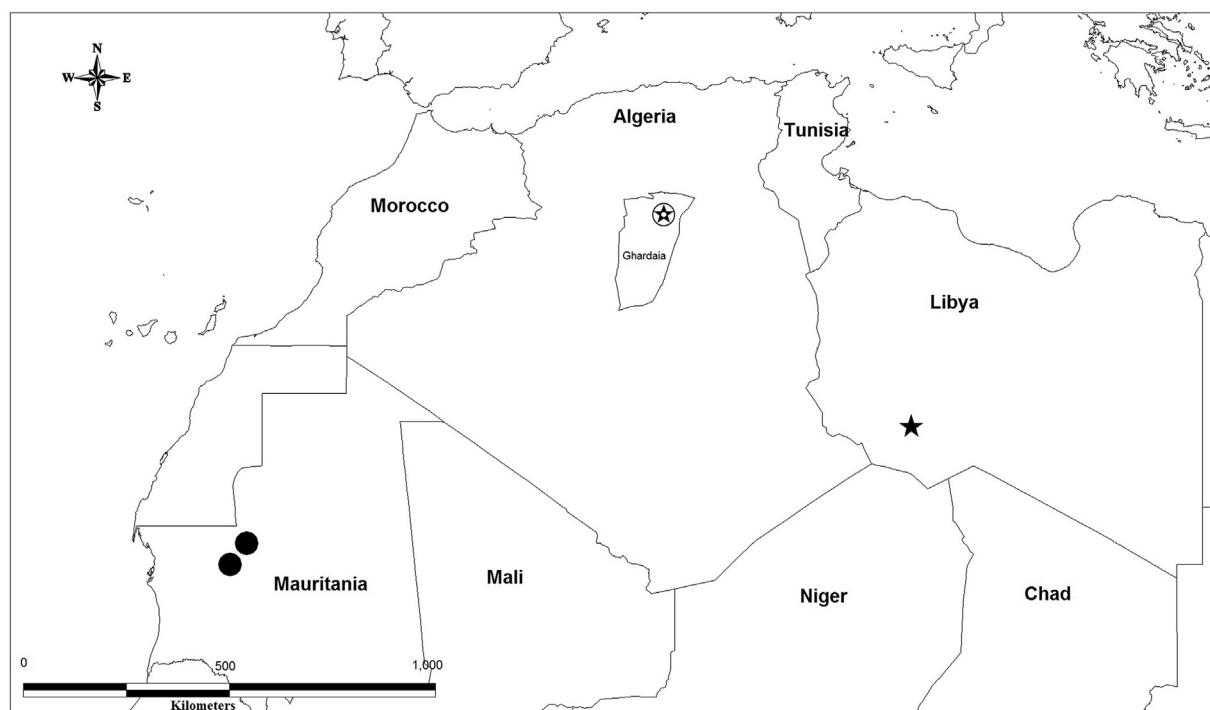 N
W E
S
Algeria
Tunisia
Morocco
Ghardaia
Libya
Mauritania
Mali
Niger
Chad
0 500 1,000
Kilometers